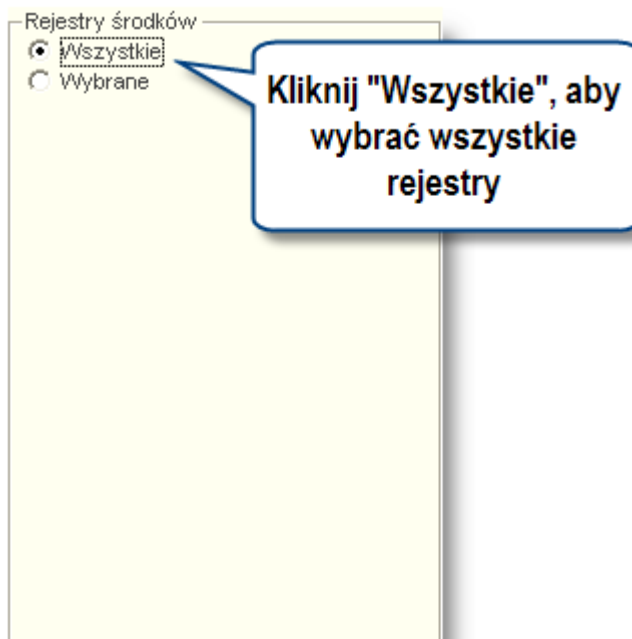 Rejestry środków
Wszystkie
Wybrane
Kliknij "Wszystkie", aby
wybrać wszystkie
rejestry